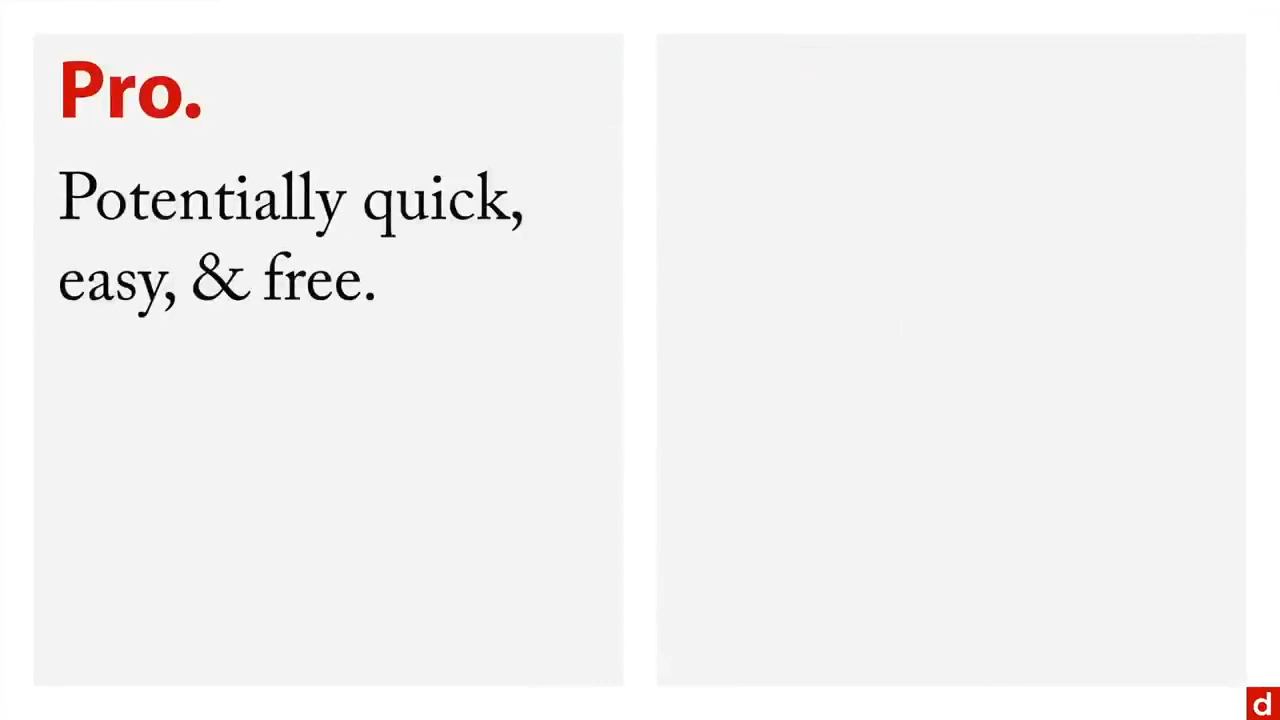 Pro.
Potentially quick,
easy, & free.
d